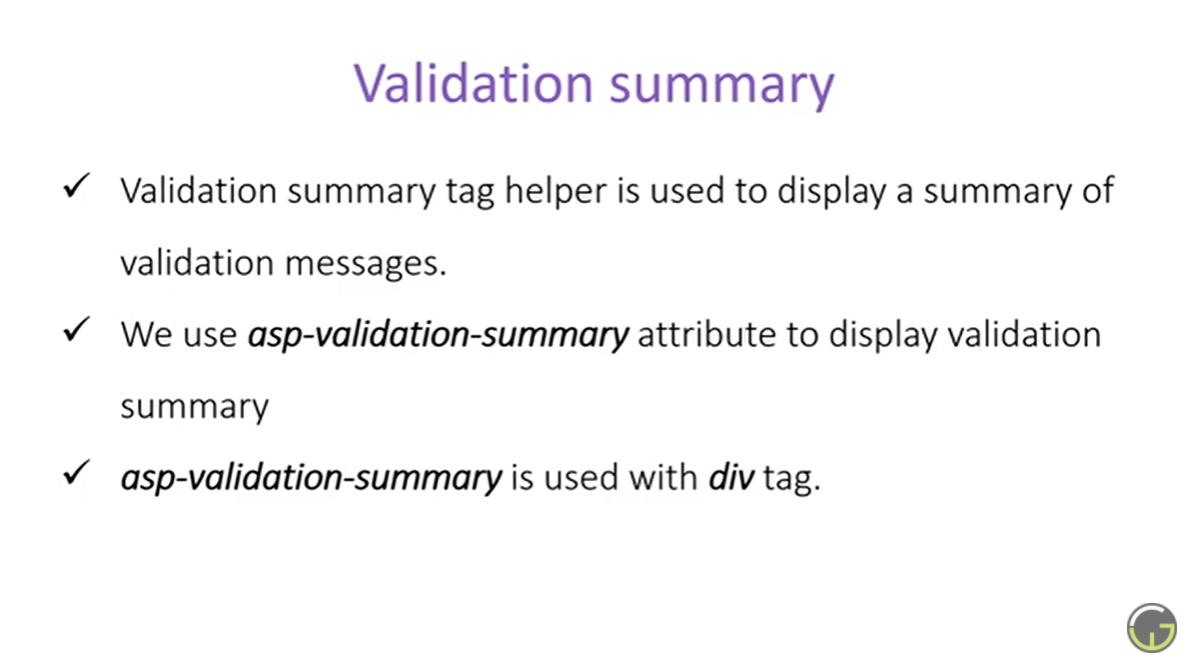 Validation summary
✓ Validation summary tag helper is used to display a summary of
validation messages.
✓ We use asp-validation-summary attribute to display validation
summary
✓ asp-validation-summary is used with div tag.